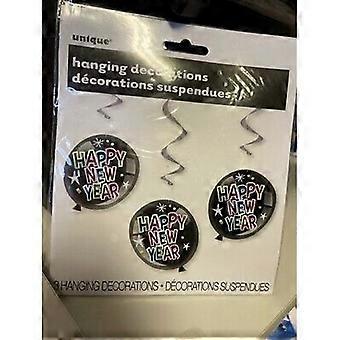 unique®
hanging decorations
décorations suspendues
HAPPY
NEW
YEAR
HAPPY
NEW
YEAR
HAPPY
NEW
YEAR
3 HANGING DECORATIONS • DÉCORATIONS SUSPENDUES